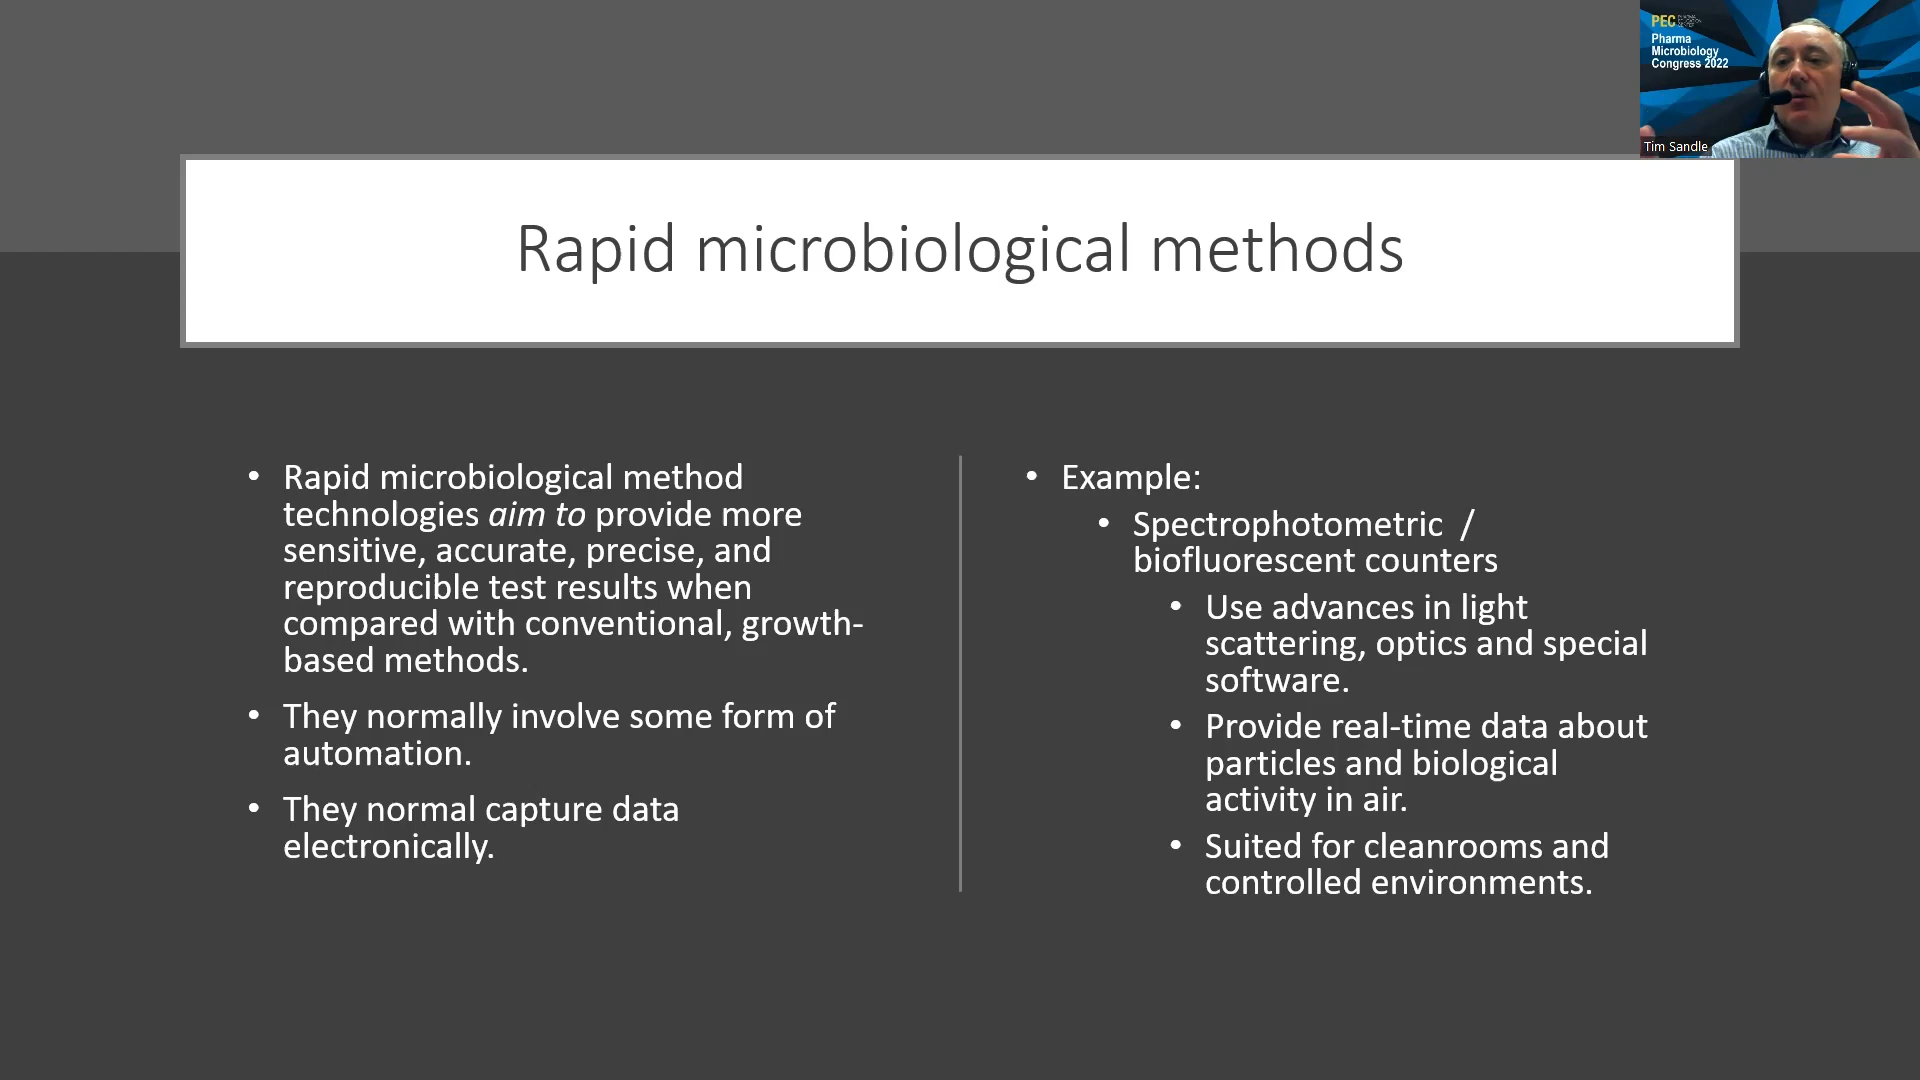 PEC
Pharma
Microbiology
Congress 2022
Tim Sandle
Rapid microbiological methods
• Rapid microbiological method
technologies aim to provide more
sensitive, accurate, precise, and
reproducible test results when
compared with conventional, growth-
based methods.
• They normally involve some form of
automation.
• They normal capture data
electronically.
• Example:
• Spectrophotometric /
biofluorescent counters
• Use advances in light
scattering, optics and special
software.
• Provide real-time data about
particles and biological
activity in air.
• Suited for cleanrooms and
controlled environments.